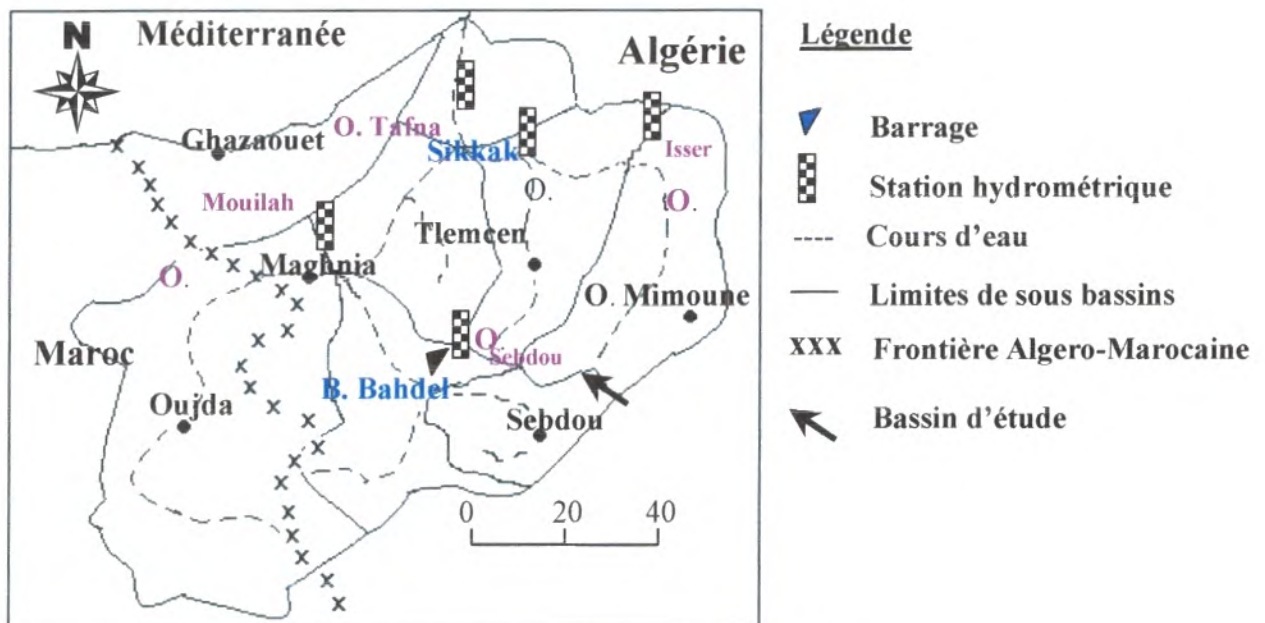 N
Méditerranée
Algérie
Ghazaouet
O. Tafna
Sikkak
Isser
Mouilah
O.
O.
Tlemcen
Maghnia
O.
O. Mimoune
Maroc
O.
Sebdou
B. Bahdel
Oujda
Sebdou
0 20 40
Légende
Barrage
Station hydrométrique
Cours d'eau
Limites de sous bassins
xxx Frontière Algero-Marocaine
Bassin d'étude